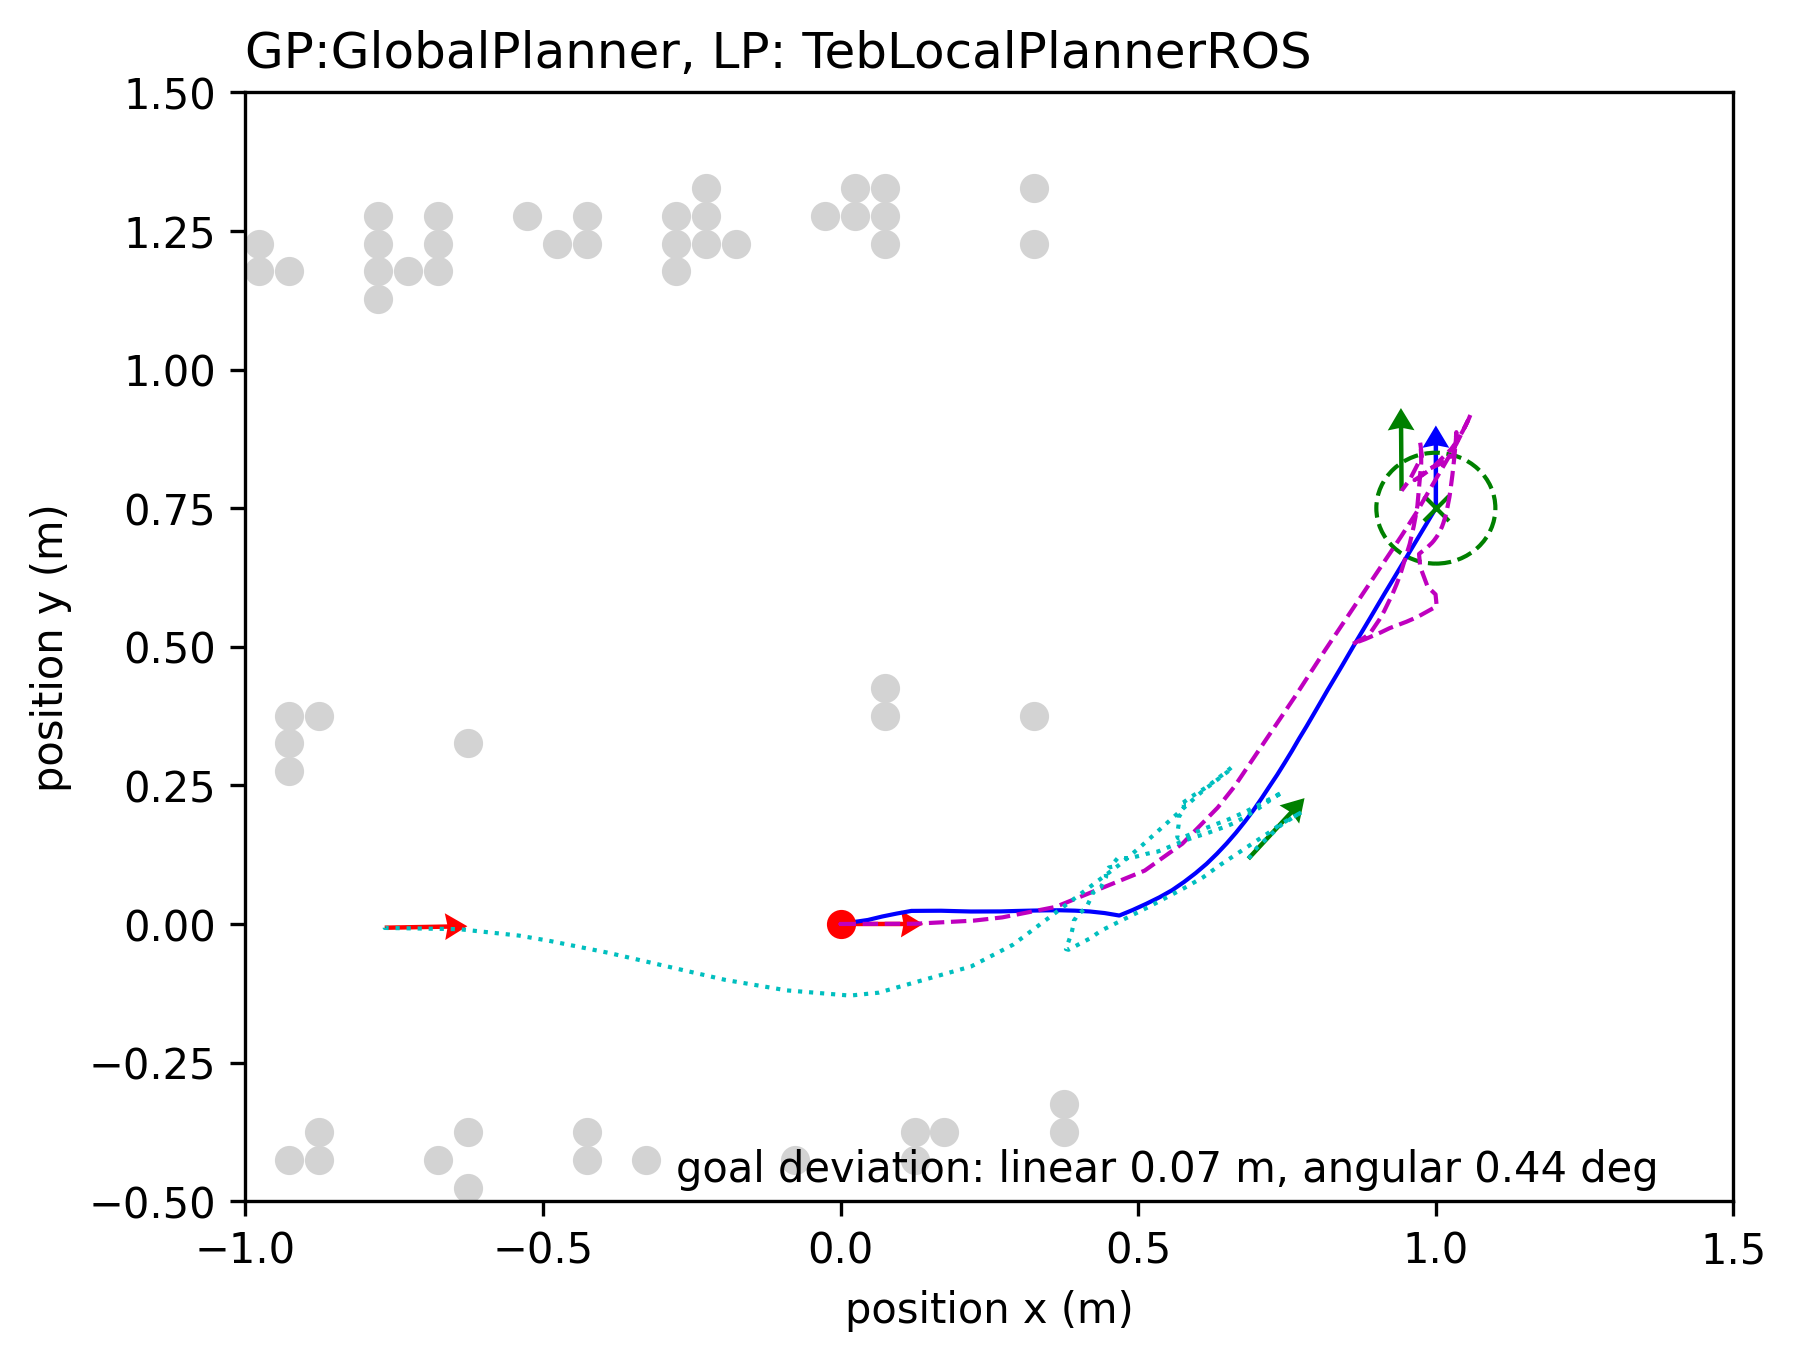 GP:GlobalPlanner, LP: TebLocalPlannerROS
1.50
1.25
1.00
0.75
0.50
0.25
0.00
−0.25
−0.50
position y (m)
goal deviation: linear 0.07 m, angular 0.44 deg
−1.0 −0.5 0.0 0.5 1.0 1.5
position x (m)